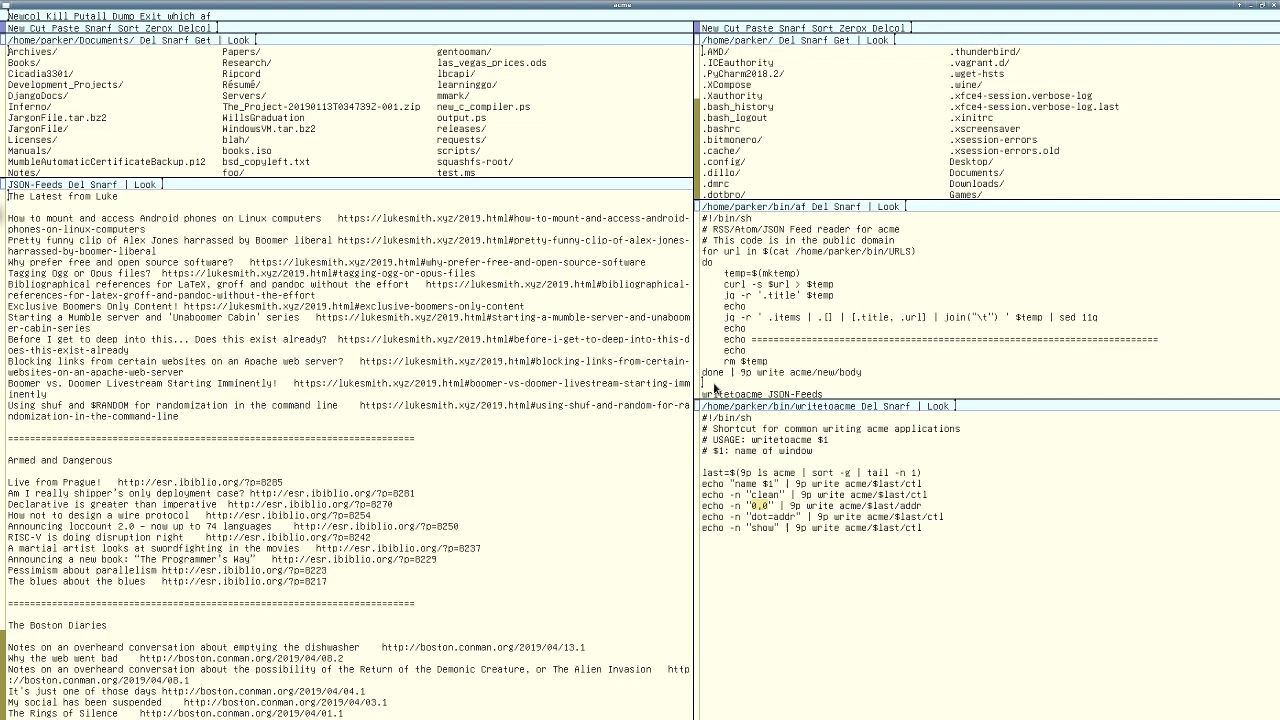 acme
Newcol Kill Putall Dump Exit which af
New Cut Paste Snarf Sort Zerox Delcol
/home/parker/Documents/ Del Snarf Get | Look
Archives/ Papers/ gentooman/
Books/ Research/ las_vegas_prices.ods
Cicadia3301/ Ripcord lbcapi/
Development_Projects/ Résumé/ learninggo/
DjangoDocs/ Servers/ mmark/
Inferno/ The_Project-20190113T034739Z-001.zip new_c_compiler.ps
JargonFile.tar.bz2 WillsGraduation output.ps
JargonFile/ WindowsVM.tar.bz2 releases/
Licenses/ blah/ requests/
Manuals/ books.iso scripts/
MumbleAutomaticCertificateBackup.p12 bsd_copyleft.txt squashfs-root/
Notes/ foo/ test.ms
JSON-Feeds Del Snarf | Look
The Latest from Luke
How to mount and access Android phones on Linux computers https://lukesmith.xyz/2019.html#how-to-mount-and-access-android-
phones-on-linux-computers
Pretty funny clip of Alex Jones harrassed by Boomer liberal https://lukesmith.xyz/2019.html#pretty-funny-clip-of-alex-jones-
harrassed-by-boomer-liberal
Why prefer free and open source software? https://lukesmith.xyz/2019.html#why-prefer-free-and-open-source-software
Tagging Ogg or Opus files? https://lukesmith.xyz/2019.html#tagging-ogg-or-opus-files
Bibliographical references for LaTeX, groff and pandoc without the effort https://lukesmith.xyz/2019.html#bibliographical-
references-for-latex-groff-and-pandoc-without-the-effort
Exclusive Boomers Only Content! https://lukesmith.xyz/2019.html#exclusive-boomers-only-content
Starting a Mumble server and 'Unaboomer Cabin' series https://lukesmith.xyz/2019.html#starting-a-mumble-server-and-unaboom
er-cabin-series
Before I get to deep into this... Does this exist already? https://lukesmith.xyz/2019.html#before-i-get-to-deep-into-this-d
oes-this-exist-already
Blocking links from certain websites on an Apache web server? https://lukesmith.xyz/2019.html#blocking-links-from-certain-
websites-on-an-apache-web-server
Boomer vs. Doomer Livestream Starting Imminently! https://lukesmith.xyz/2019.html#boomer-vs-doomer-livestream-starting-imm
inently
Using shuf and $RANDOM for randomization in the command line https://lukesmith.xyz/2019.html#using-shuf-and-random-for-ra
ndomization-in-the-command-line
==============================================================================
Armed and Dangerous
Live from Prague! http://esr.ibiblio.org/?p=8285
Am I really shipper's only deployment case? http://esr.ibiblio.org/?p=8281
Declarative is greater than imperative http://esr.ibiblio.org/?p=8270
How not to design a wire protocol http://esr.ibiblio.org/?p=8254
Announcing loccount 2.0 – now up to 74 languages http://esr.ibiblio.org/?p=8250
RISC-V is doing disruption right http://esr.ibiblio.org/?p=8242
A martial artist looks at swordfighting in the movies http://esr.ibiblio.org/?p=8237
Announcing a new book: “The Programmer's Way” http://esr.ibiblio.org/?p=8229
Pessimism about parallelism http://esr.ibiblio.org/?p=8223
The blues about the blues http://esr.ibiblio.org/?p=8217
==============================================================================
The Boston Diaries
Notes on an overheard conversation about emptying the dishwasher http://boston.conman.org/2019/04/13.1
Why the web went bad http://boston.conman.org/2019/04/08.2
Notes on an overheard conversation about the possibility of the Return of the Demonic Creature, or The Alien Invasion http
://boston.conman.org/2019/04/08.1
It's just one of those days http://boston.conman.org/2019/04/04.1
My social has been suspended http://boston.conman.org/2019/04/03.1
The Rings of Silence http://boston.conman.org/2019/04/01.1
New Cut Paste Snarf Sort Zerox Delcol
/home/parker/ Del Snarf Get | Look
.AMD/ .thunderbird/
.ICEauthority .vagrant.d/
.PyCharm2018.2/ .wget-hsts
.XCompose .wine/
.Xauthority .xfce4-session.verbose-log
.bash_history .xfce4-session.verbose-log.last
.bash_logout .xinitrc
.bashrc .xscreensaver
.bitmonero/ .xsession-errors
.cache/ .xsession-errors.old
.config/ Desktop/
.dillo/ Documents/
.dmrc Downloads/
.dotbro/ Games/
/home/parker/bin/af Del Snarf | Look
#!/bin/sh
# RSS/Atom/JSON Feed reader for acme
# This code is in the public domain
for url in $(cat /home/parker/bin/URLS)
do
temp=$(mktemp)
curl -s $url > $temp
jq -r '.title' $temp
echo
jq -r ' .items | .[] | [.title, .url] | join("\t") ' $temp | sed 11q
echo
echo ==============================================================================
echo
rm $temp
done | 9p write acme/new/body
writetoacme JSON-Feeds
/home/parker/bin/writetoacme Del Snarf | Look
#!/bin/sh
# Shortcut for common writing acme applications
# USAGE: writetoacme $1
# $1: name of window
last=$(9p ls acme | sort -g | tail -n 1)
echo "name $1" | 9p write acme/$last/ctl
echo -n "clean" | 9p write acme/$last/ctl
echo -n "0,0" | 9p write acme/$last/addr
echo -n "dot=addr" | 9p write acme/$last/ctl
echo -n "show" | 9p write acme/$last/ctl